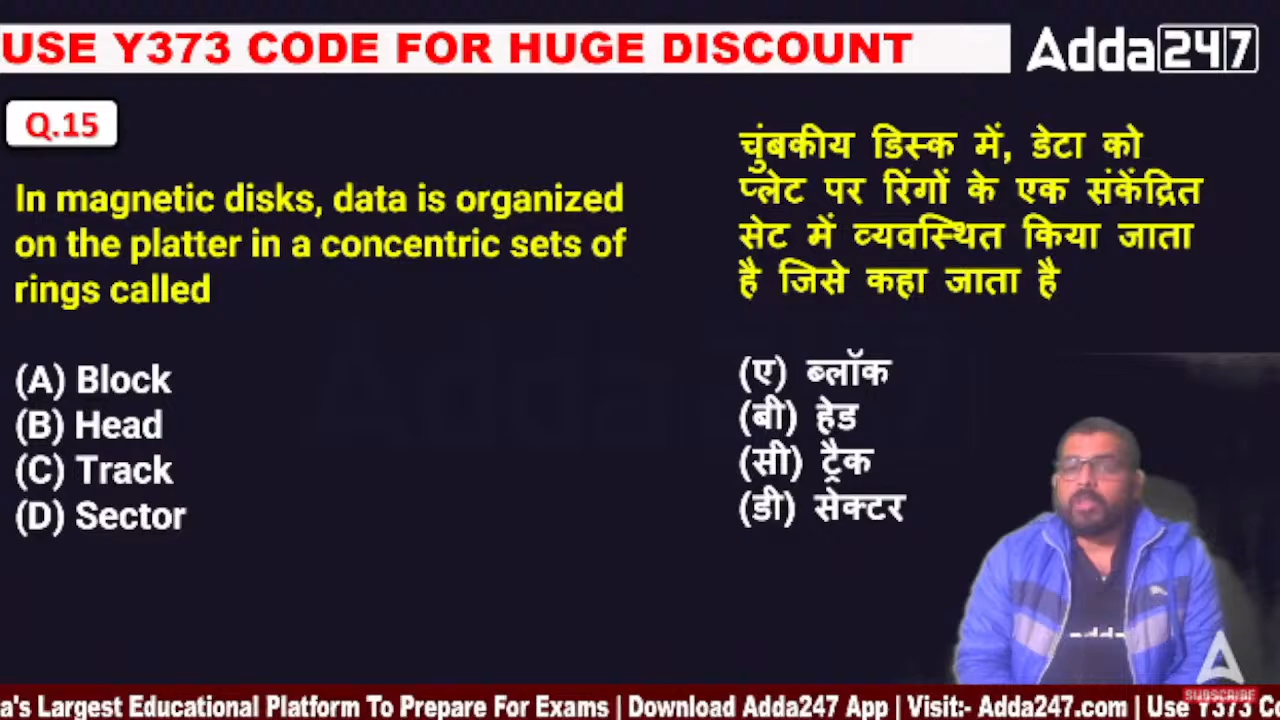 USE Y373 CODE FOR HUGE DISCOUNT
Adda247
Q.15
In magnetic disks, data is organized
on the platter in a concentric sets of
rings called
(A) Block
(B) Head
(C) Track
(D) Sector
चुंबकीय डिस्क में, डेटा को
प्लेट पर रिंगों के एक संकेंद्रित
सेट में व्यवस्थित किया जाता
है जिसे कहा जाता है
(ए) ब्लॉक
(बी) हेड
(सी) ट्रैक
(डी) सेक्टर
SUBSCRIBE
a's Largest Educational Platform To Prepare For Exams | Download Adda247 App | Visit:- Adda247.com | Use Y373 Co